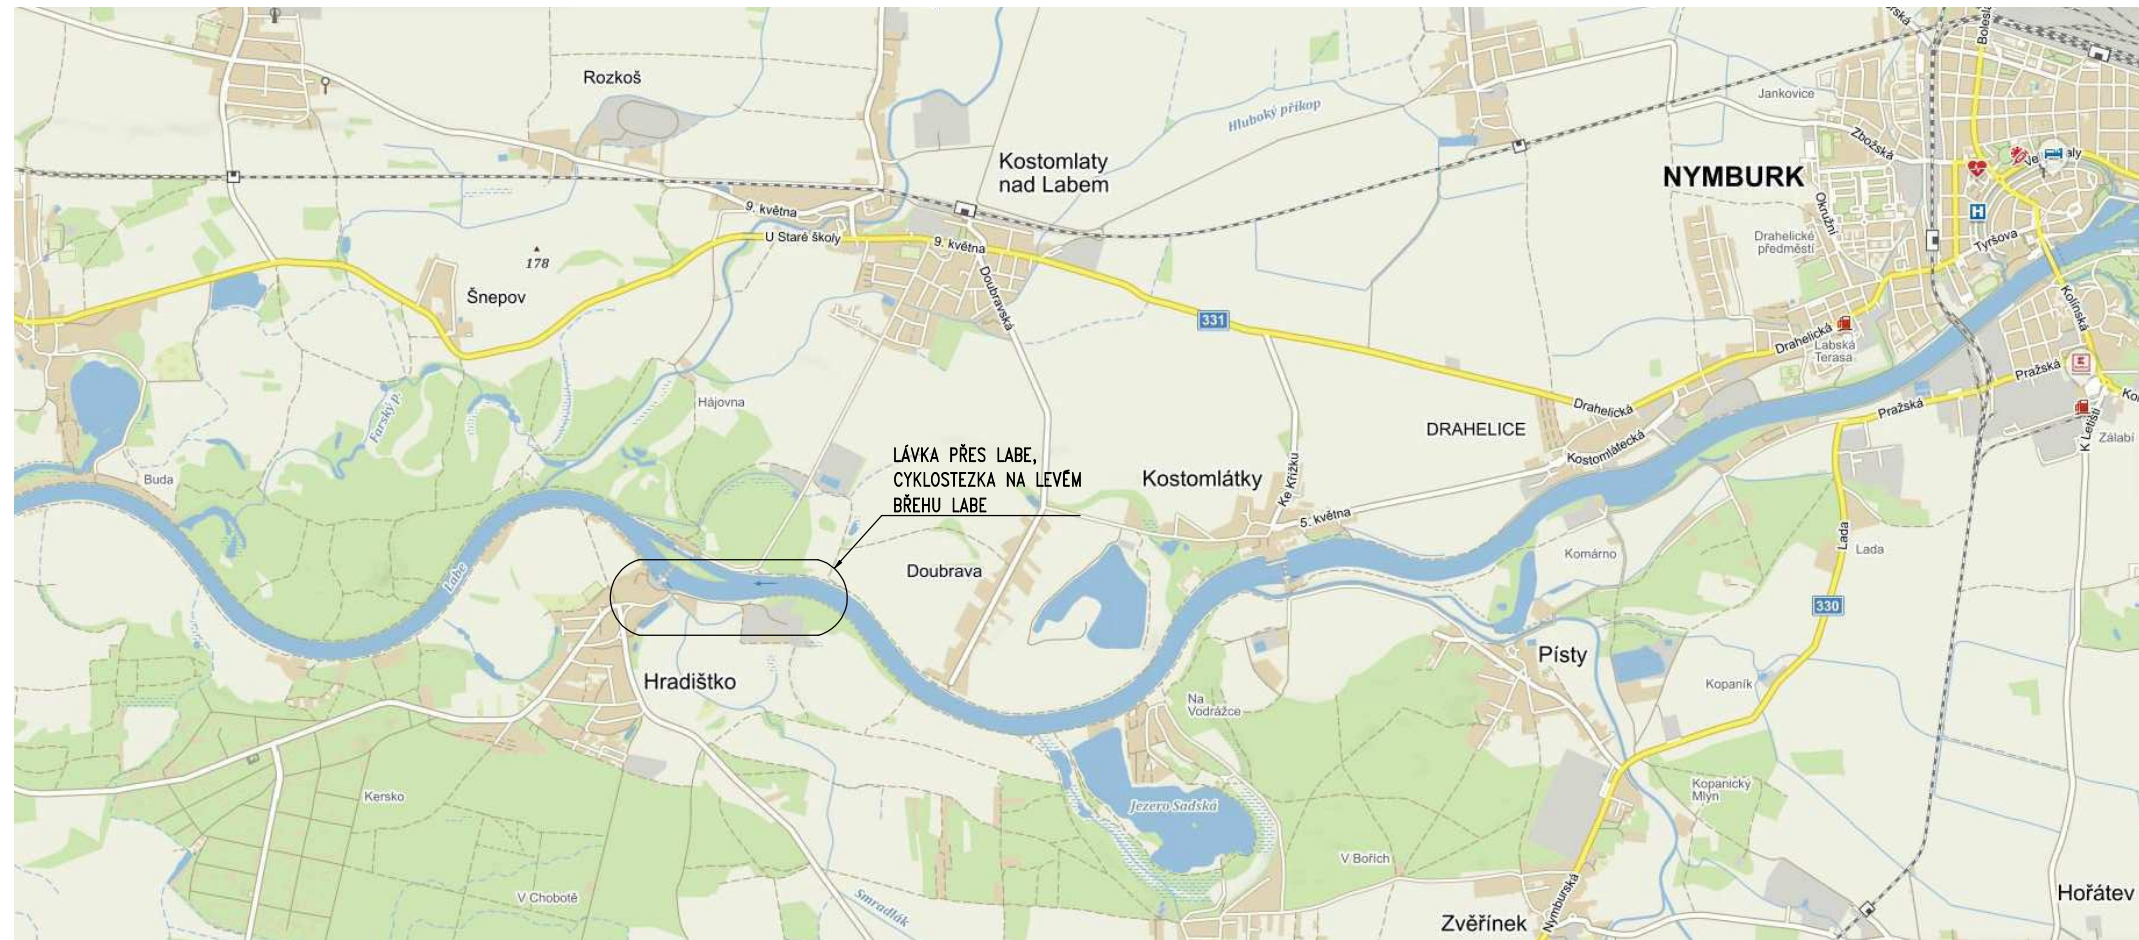 Rozkoš
Hluboký příkop
Jankovice
Zbožská
Kostomlaty
nad Labem
NYMBURK
Okružní
9. května
U Staré školy
9. května
Drahelické
předměstí
Tyršova
178
Šnepov
Doubravská
331
Kolínská
Drahelická
Labská
Terasa
Pražská
Farský p.
Hájovna
Drahelická
Pražská
DRAHELICE
K Letišti
Zálabí
LÁVKA PŘES LABE,
CYKLOSTEZKA NA LEVÉM
BŘEHU LABE
Kostomlátecká
Buda
Kostomlátky
Ke Křížku
5. května
Lada
Lada
Labe
Doubrava
Komárno
330
Hradištko
Písty
Kopaník
Na
Vodrážce
Kersko
Jezero Sadská
Kopanický
Mlýn
V Bořích
V Chobotě
Smradlák
Nymburská
Zvěřínek
Hořátev